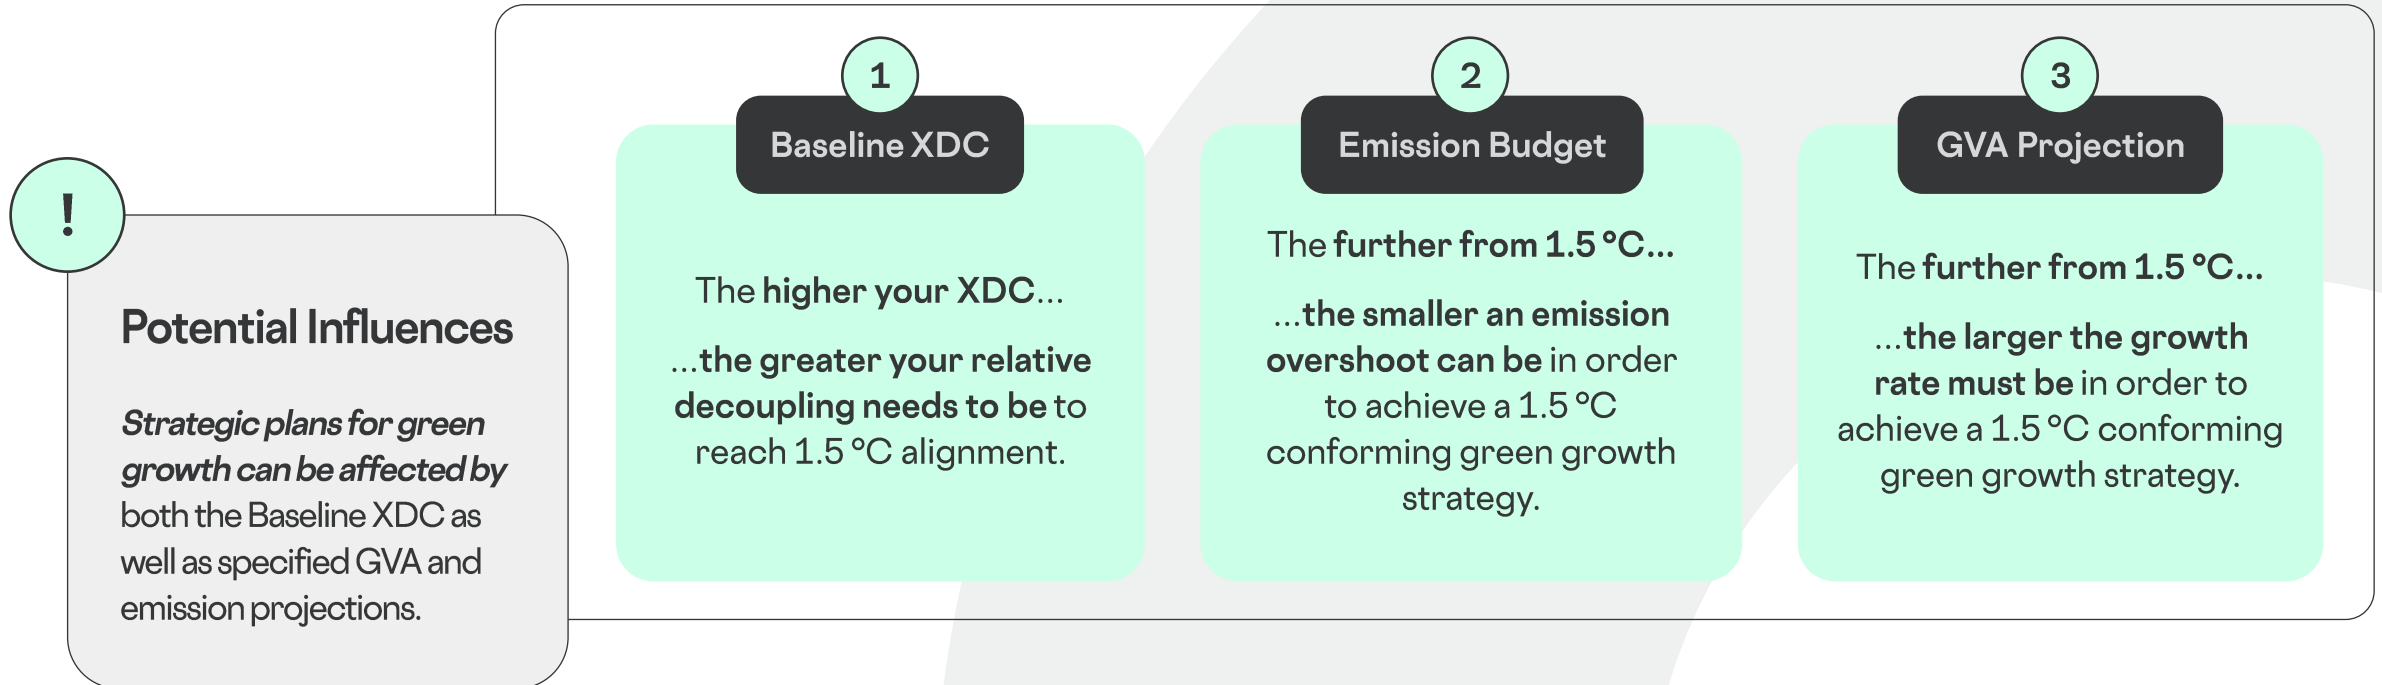 !
Potential Influences
Strategic plans for green
growth can be affected by
both the Baseline XDC as
well as specified GVA and
emission projections.
1
Baseline XDC
The higher your XDC...
...the greater your relative
decoupling needs to be to
reach 1.5 °C alignment.
2
Emission Budget
The further from 1.5 °C...
...the smaller an emission
overshoot can be in order
to achieve a 1.5 °C
conforming green growth
strategy.
3
GVA Projection
The further from 1.5 °C...
...the larger the growth
rate must be in order to
achieve a 1.5 °C conforming
green growth strategy.